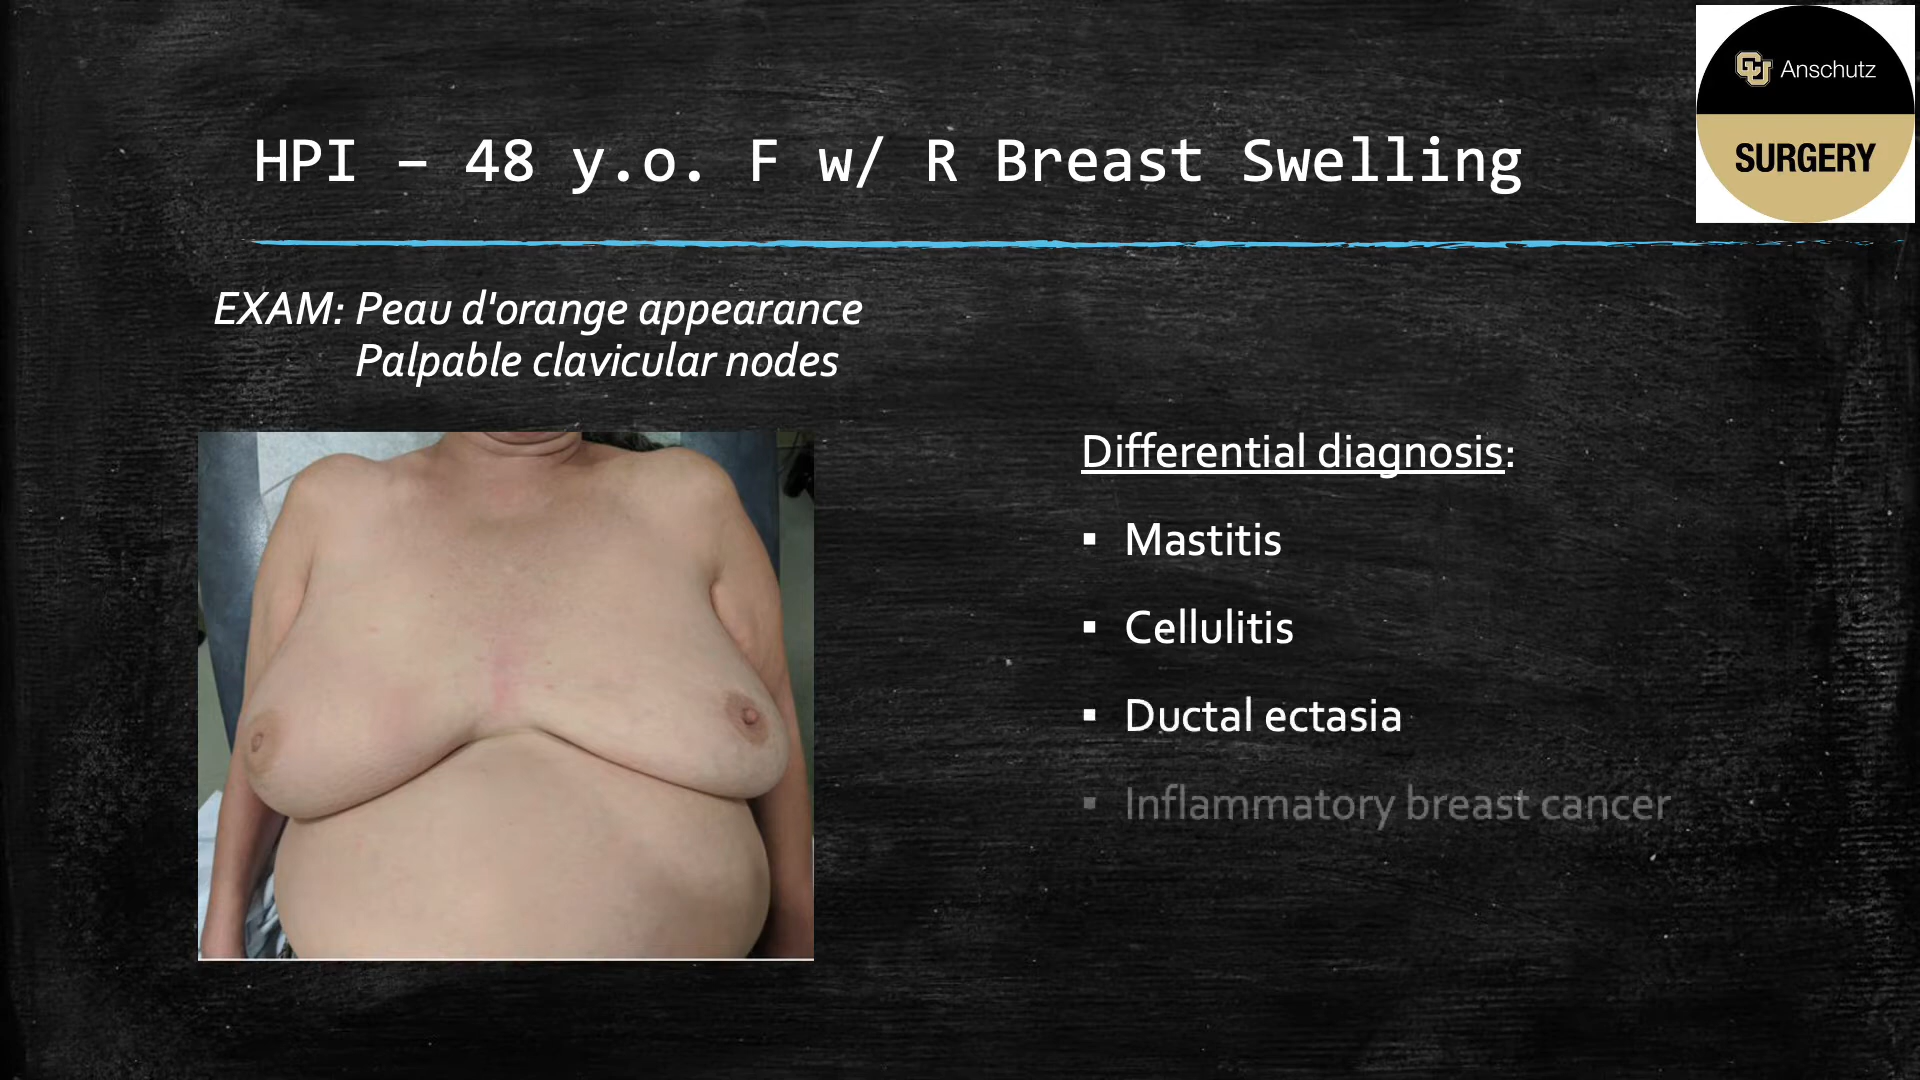 CU Anschutz
SURGERY
HPI – 48 y.o. F w/ R Breast Swelling
EXAM: Peau d'orange appearance
Palpable clavicular nodes
Differential diagnosis:
▪ Mastitis
▪ Cellulitis
▪ Ductal ectasia
▪ Inflammatory breast cancer